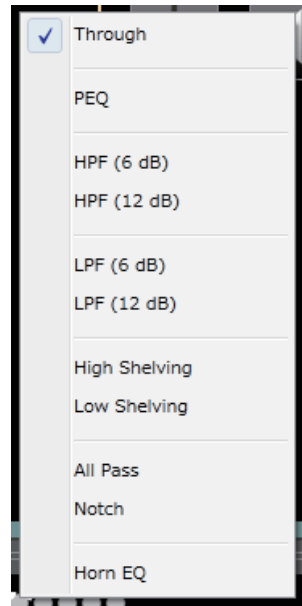 Through
PEQ
HPF (6 dB)
HPF (12 dB)
LPF (6 dB)
LPF (12 dB)
High Shelving
Low Shelving
All Pass
Notch
Horn EQ